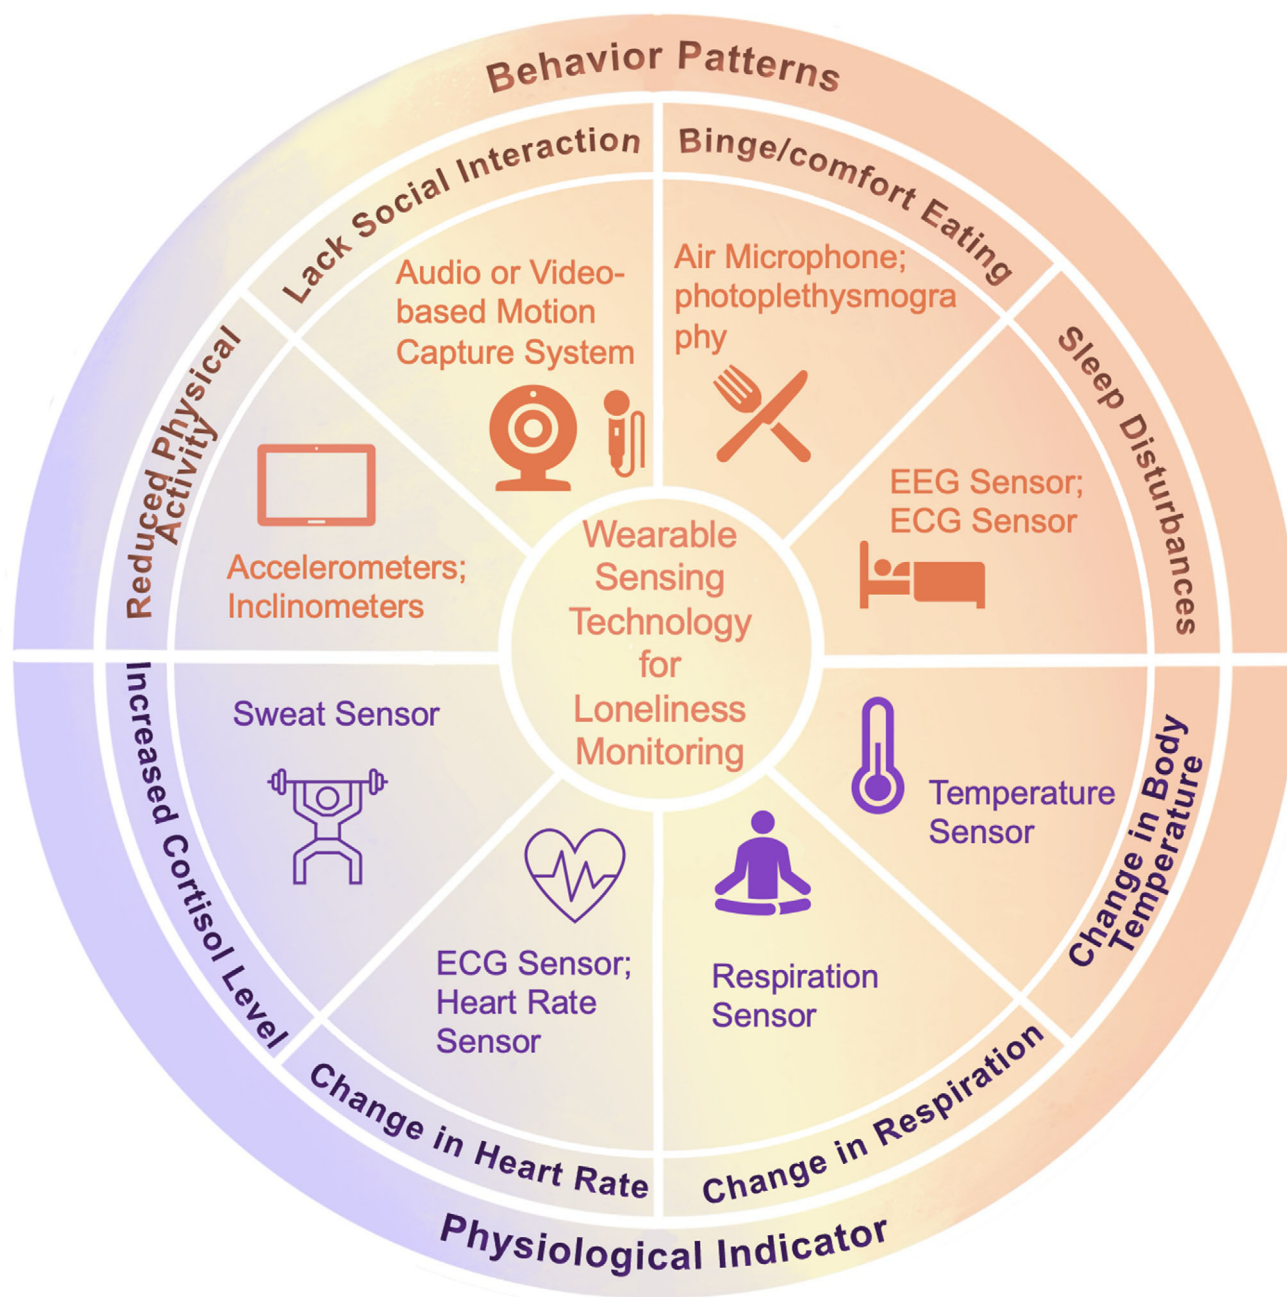 Behavior Patterns
Lack Social Interaction
Binge/comfort Eating
Audio or Video-
based Motion
Capture System
Air Microphone;
photoplethysmogra
phy
Reduced Physical
Activity
Sleep Disturbances
Accelerometers;
Inclinometers
EEG Sensor;
ECG Sensor
Wearable
Sensing
Technology
for
Loneliness
Monitoring
Increased Cortisol Level
Sweat Sensor
Temperature
Sensor
Change in Body
Temperature
ECG Sensor;
Heart Rate
Sensor
Respiration
Sensor
Change in Heart Rate
Change in Respiration
Physiological Indicator